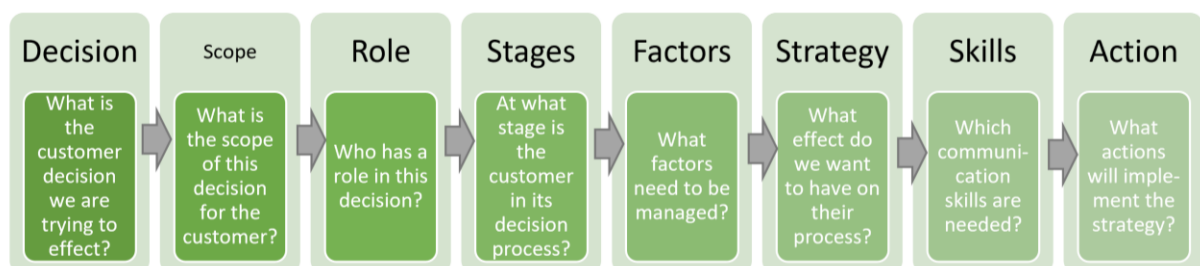 Decision
What is
the
customer
decision
we are
trying to
effect?
Scope
What is
the scope
of this
decision
for the
customer?
Role
Who has a
role in this
decision?
Stages
At what
stage is
the
customer
in its
decision
process?
Factors
What
factors
need to be
managed?
Strategy
What
effect do
we want
to have on
their
process?
Skills
Which
communi-
cation
skills are
needed?
Action
What
actions
will imple-
ment the
strategy?